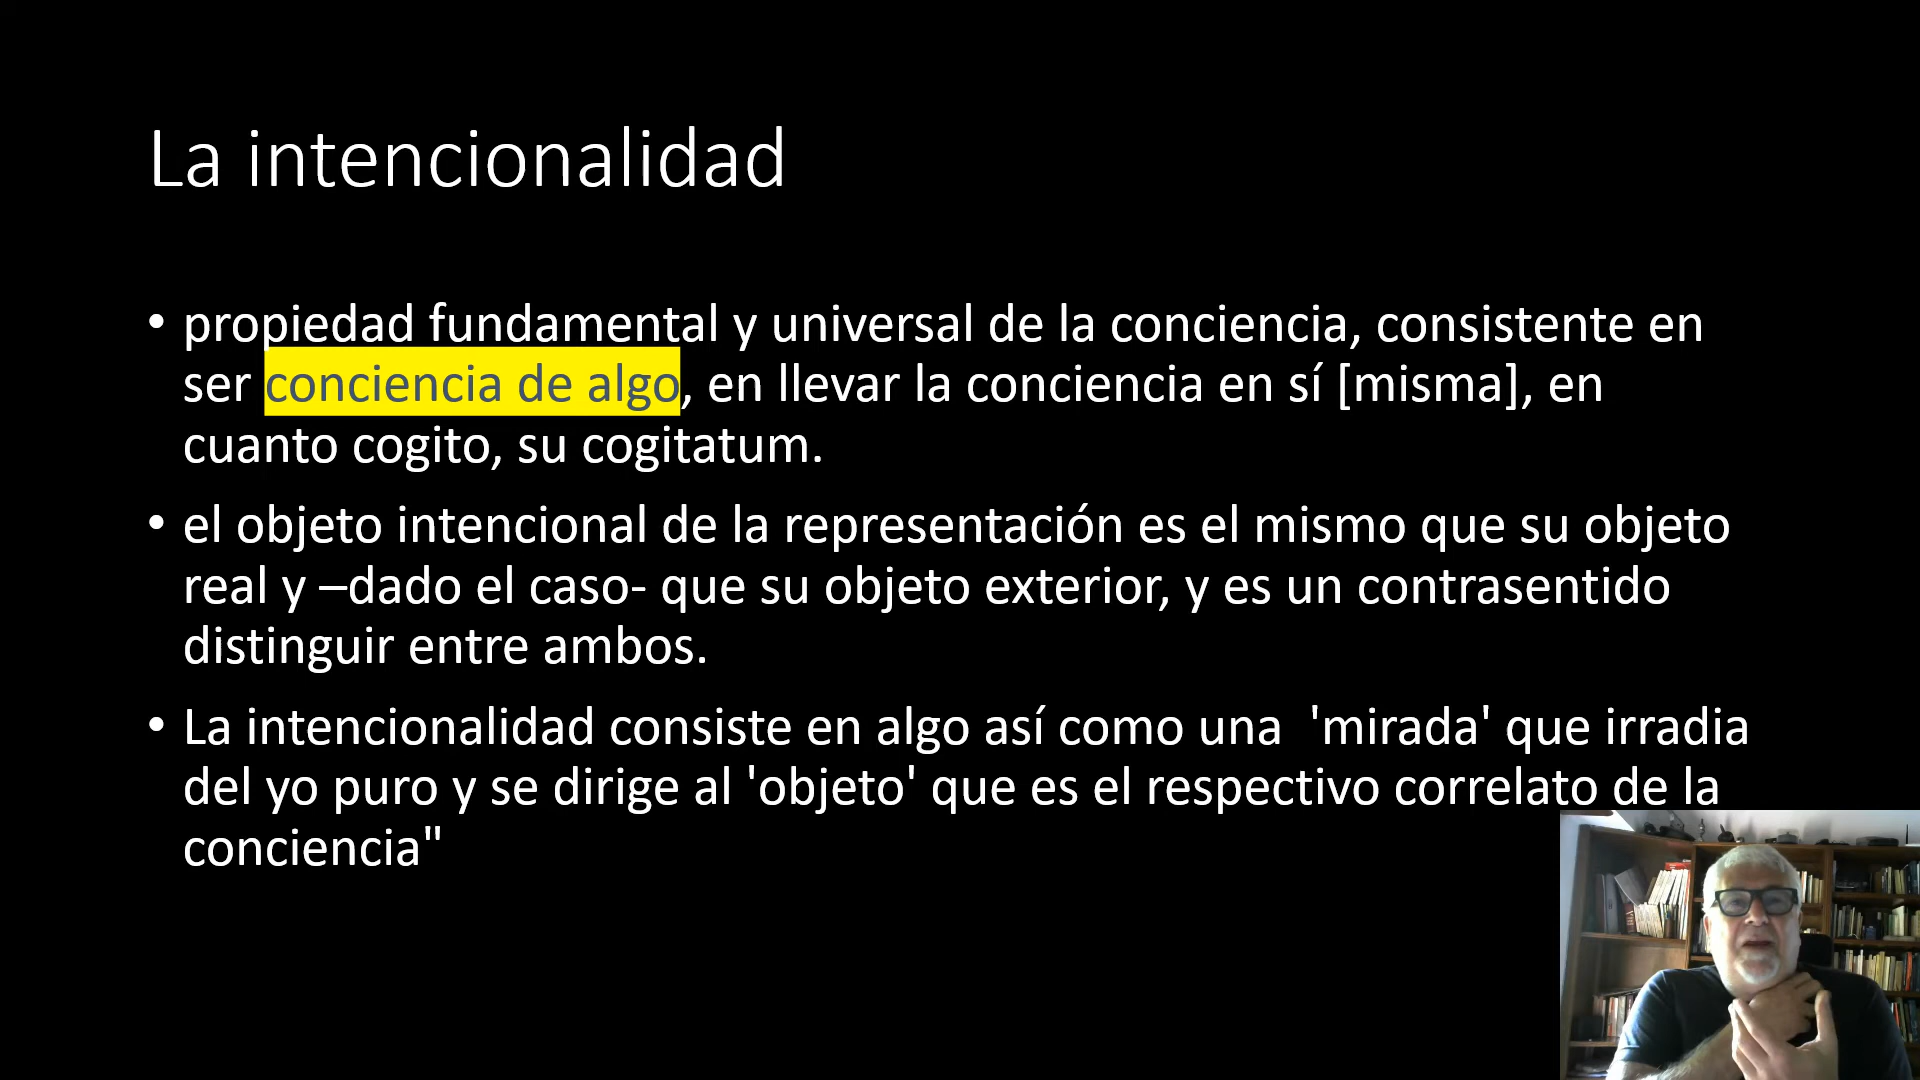 La intencionalidad
• propiedad fundamental y universal de la conciencia, consistente en
ser conciencia de algo, en llevar la conciencia en sí [misma], en
cuanto cogito, su cogitatum.
• el objeto intencional de la representación es el mismo que su objeto
real y –dado el caso- que su objeto exterior, y es un contrasentido
distinguir entre ambos.
• La intencionalidad consiste en algo así como una  'mirada' que irradia
del yo puro y se dirige al 'objeto' que es el respectivo correlato de la
conciencia"